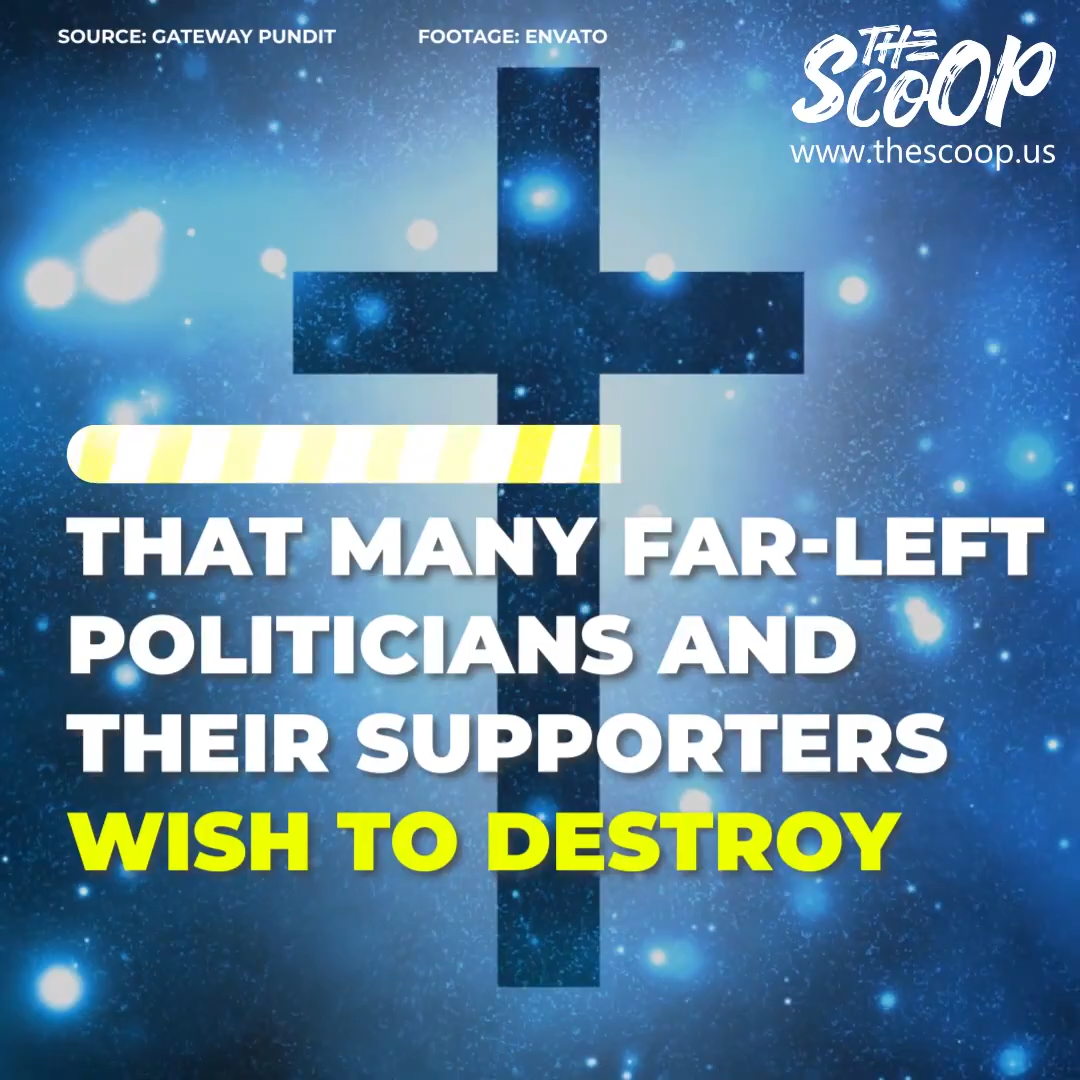 SOURCE: GATEWAY PUNDIT FOOTAGE: ENVATO
THE
SCOOP
www.thescoop.us
THAT MANY FAR-LEFT
POLITICIANS AND
THEIR SUPPORTERS
WISH TO DESTROY